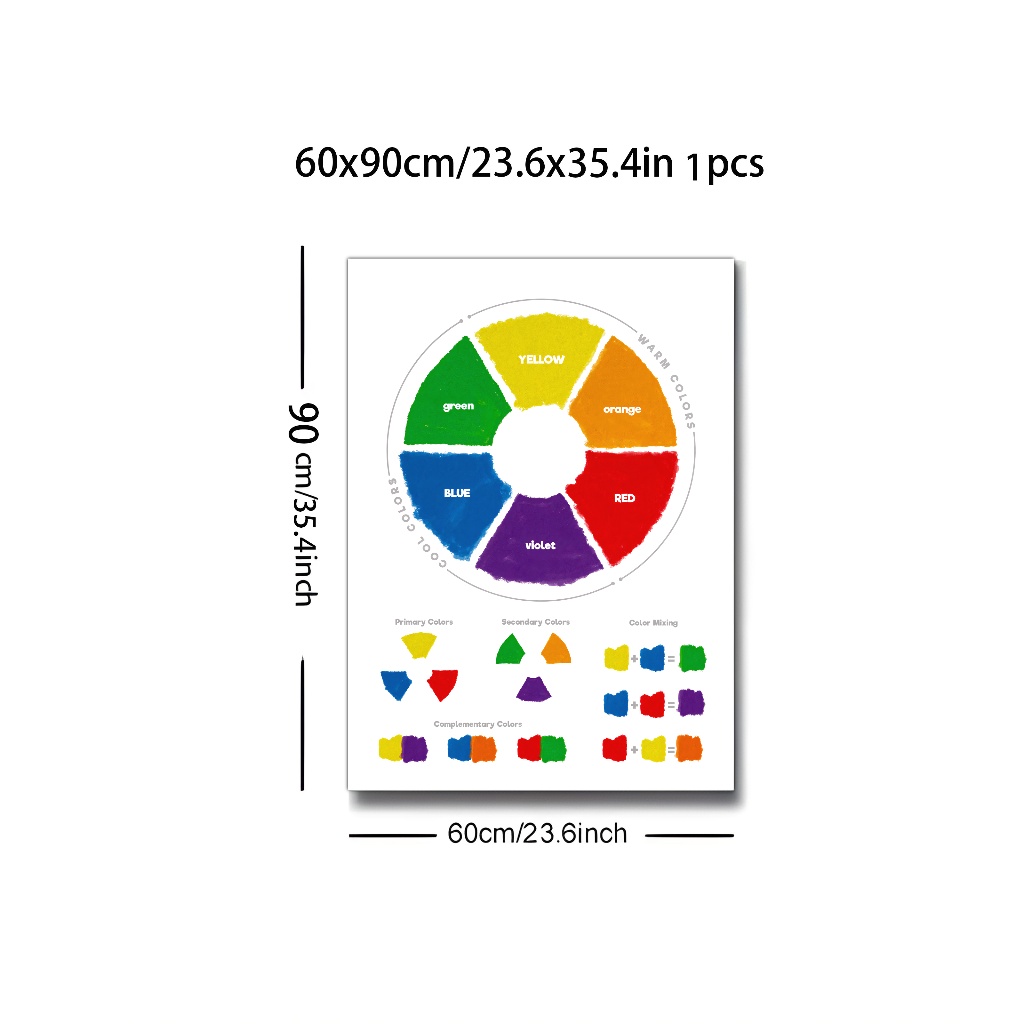 60x90cm/23.6x35.4in 1pcs
90 cm/35.4inch
YELLOW
WARM COLORS
green
orange
BLUE
RED
COOL COLORS
violet
Primary Colors
Secondary Colors
Color Mixing
+ =
+ =
Complementary Colors
+ =
60cm/23.6inch